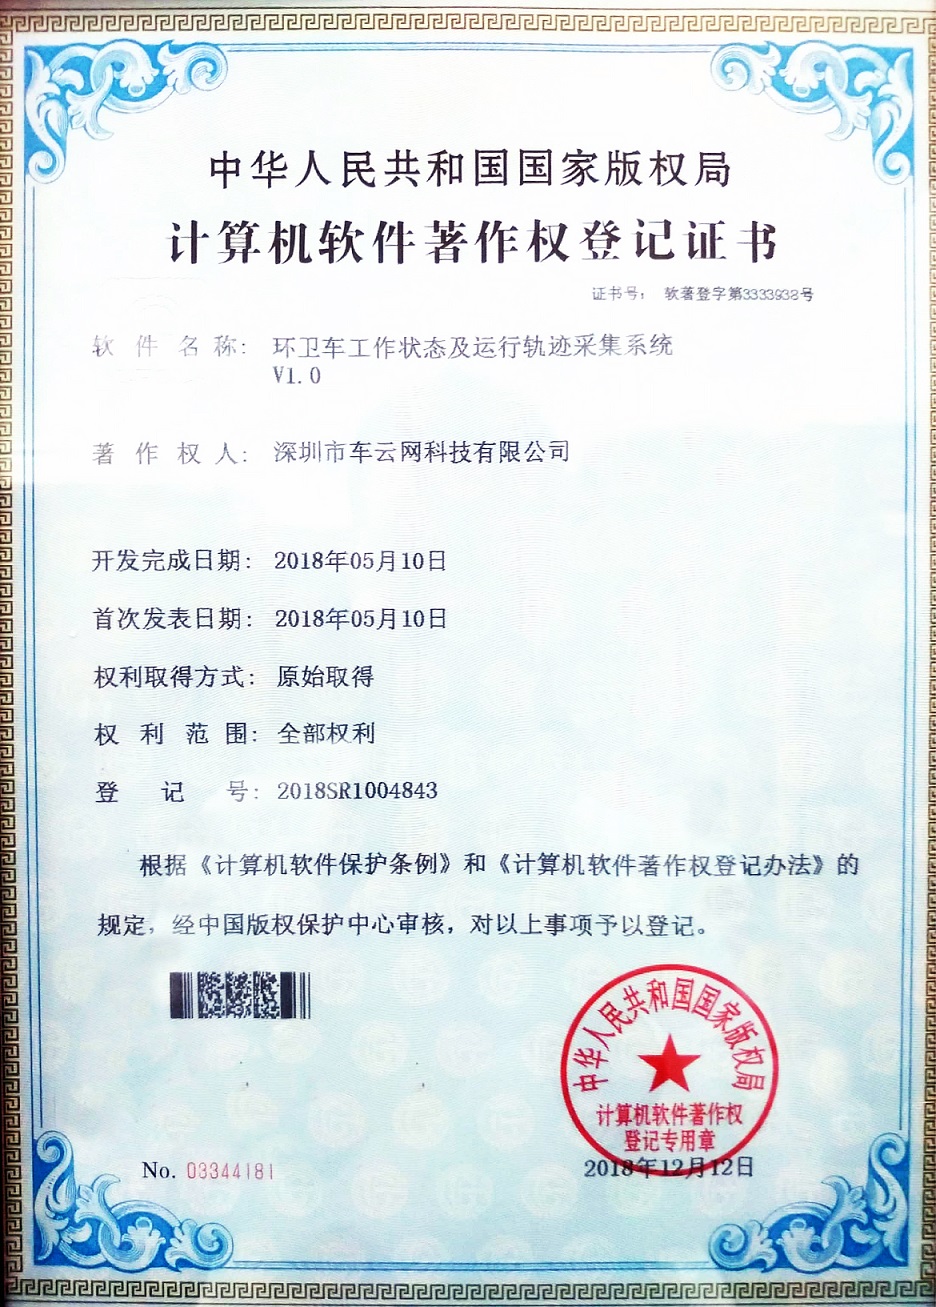 中华人民共和国国家版权局
计算机软件著作权登记证书
证书号： 软著登字第3333938号
软件名称： 环卫车工作状态及运行轨迹采集系统
V1.0
著作权人： 深圳市车云网科技有限公司
开发完成日期： 2018年05月10日
首次发表日期： 2018年05月10日
权利取得方式： 原始取得
权利范围： 全部权利
登记号： 2018SR1004843
根据《计算机软件保护条例》和《计算机软件著作权登记办法》的
规定，经中国版权保护中心审核，对以上事项予以登记。
中华人民共和国国家版权局
计算机软件著作权
登记专用章
2018年12月12日
No. 03344181